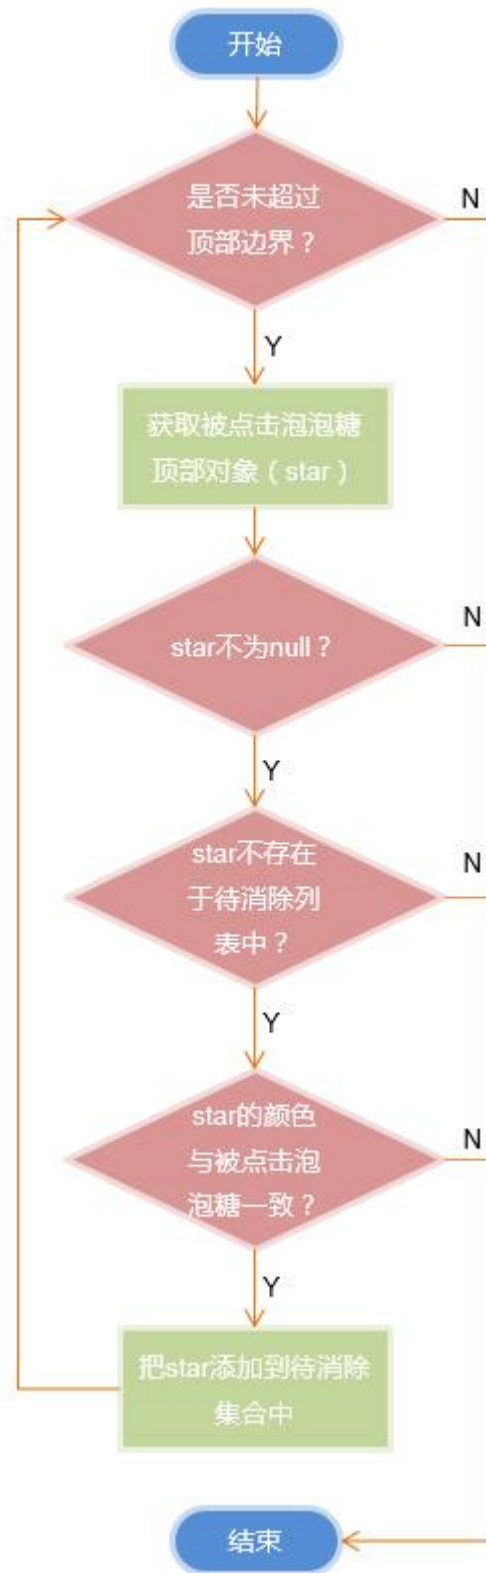 开始
是否未超过
顶部边界？
N
Y
获取被点击泡泡糖
顶部对象（star）
star不为null？
N
Y
star不存在
于待消除列
表中？
N
Y
star的颜色
与被点击泡
泡糖一致？
N
Y
把star添加到待消除
集合中
结束